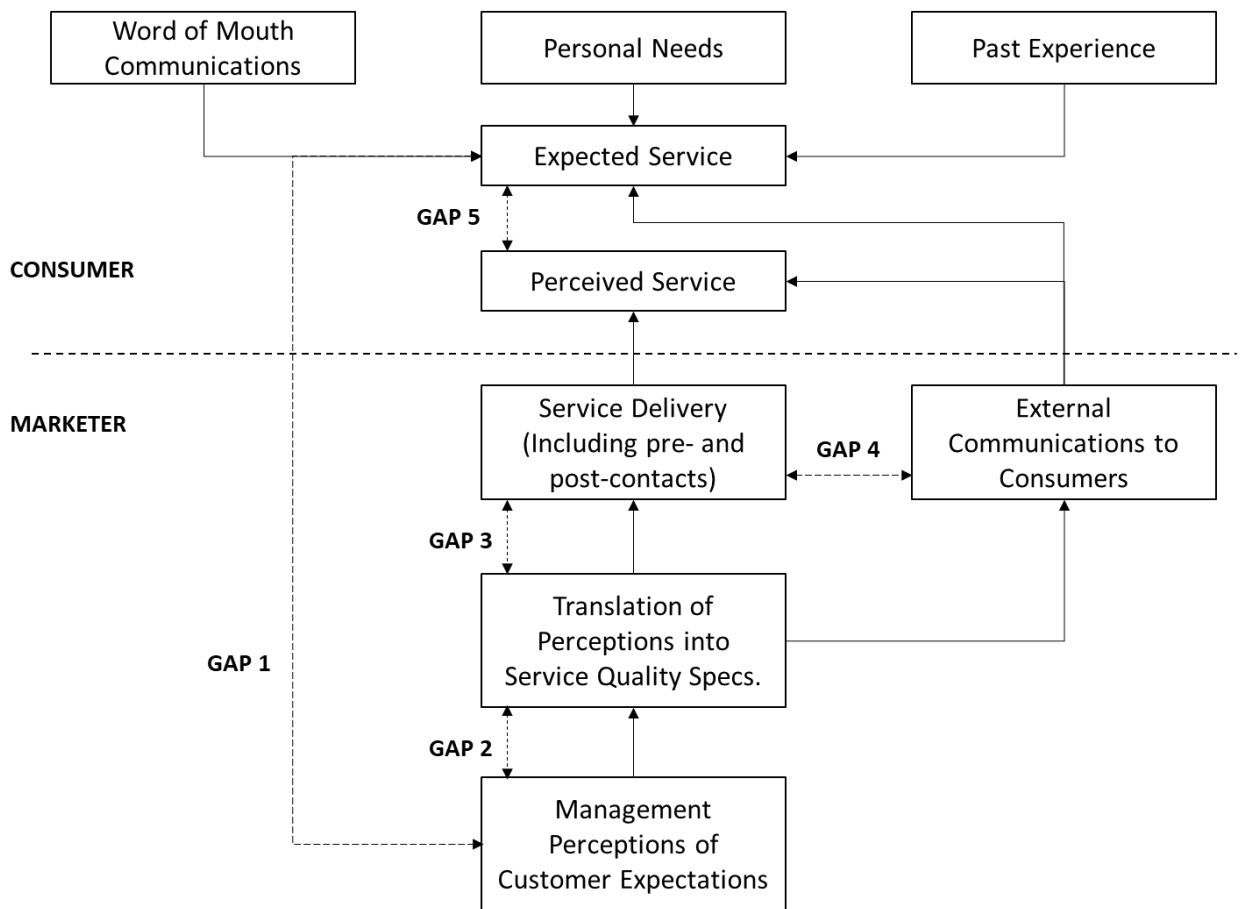 Word of Mouth
Communications
Personal Needs
Past Experience
Expected Service
GAP 5
CONSUMER
Perceived Service
MARKETER
Service Delivery
(Including pre- and
post-contacts)
GAP 4
External
Communications to
Consumers
GAP 3
Translation of
Perceptions into
Service Quality Specs.
GAP 1
GAP 2
Management
Perceptions of
Customer Expectations